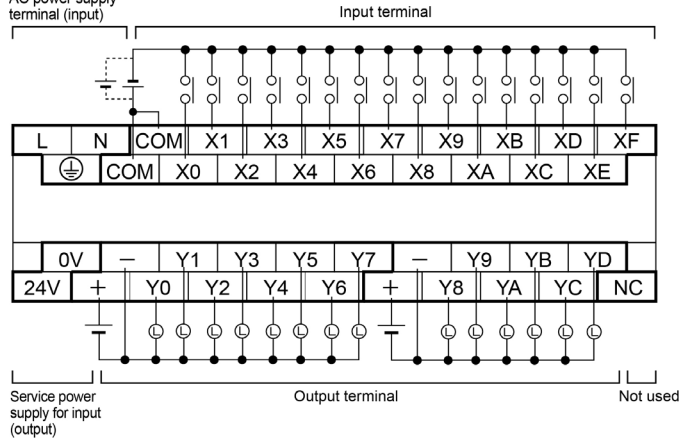 AC power supply
terminal (input)
Input terminal
L N COM X1 X3 X5 X7 X9 XB XD XF
COM X0 X2 X4 X6 X8 XA XC XE
0V − Y1 Y3 Y5 Y7 − Y9 YB YD
24V + Y0 Y2 Y4 Y6 + Y8 YA YC NC
L L L L L L L L L L L L L L
Service power
supply for input
(output)
Output terminal
Not used